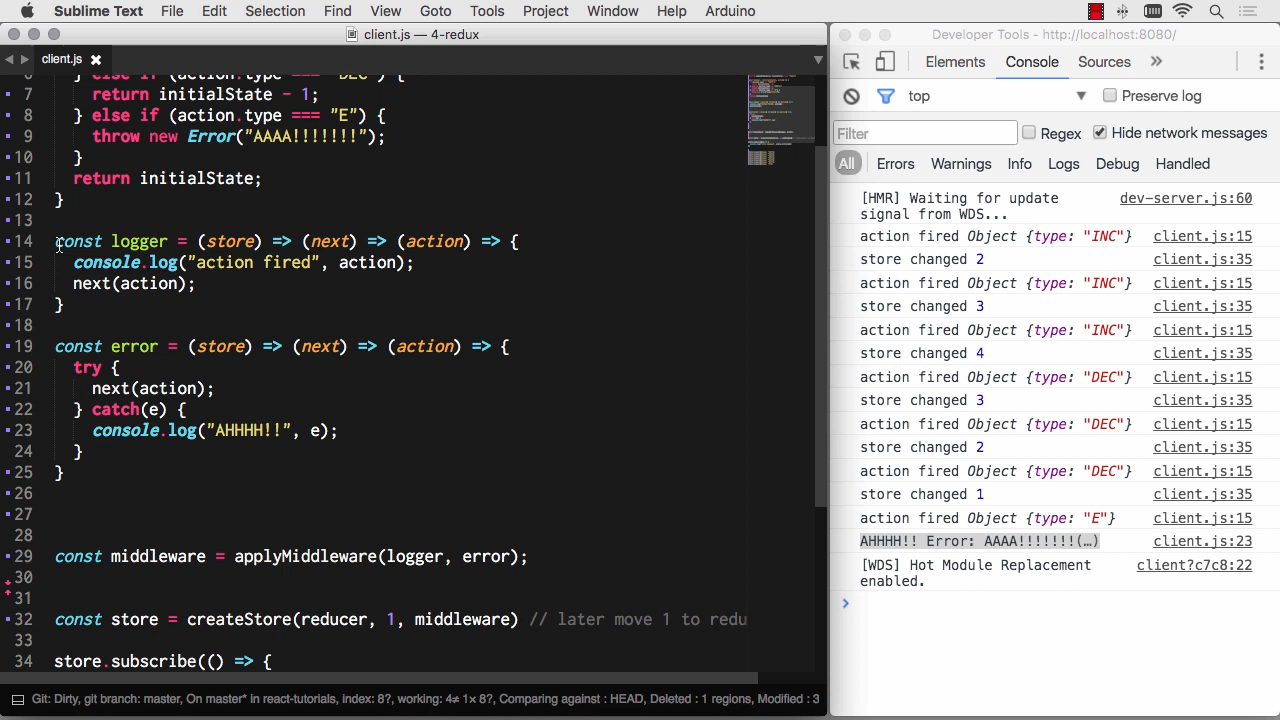 Sublime Text File Edit Selection Find View Goto Tools Project Window Help Arduino
client.js — 4-redux
client.js
} else if (action.type === "DEC") {
7 return initialState - 1;
8 } else if (action.type === "E") {
9 throw new Error("AAAA!!!!!!!");
10 }
11 return initialState;
12 }
13
14 const logger = (store) => (next) => (action) => {
15 console.log("action fired", action);
16 next(action);
17 }
18
19 const error = (store) => (next) => (action) => {
20 try {
21 next(action);
22 } catch(e) {
23 console.log("AHHHH!!", e);
24 }
25 }
26
27
28
29 const middleware = applyMiddleware(logger, error);
30
31
32 const store = createStore(reducer, 1, middleware) // later move 1 to redu
33
34 store.subscribe(() => {
Git: Dirty, git branch: master, On master* in react-tutorials, index: 8?, working: 4≠ 1× 8?, Comparing against : HEAD, Deleted : 1 regions, Modified : 3
Developer Tools - http://localhost:8080/
Elements Console Sources »
top Preserve log
Filter Regex Hide network messages
All Errors Warnings Info Logs Debug Handled
[HMR] Waiting for update dev-server.js:60
signal from WDS...
action fired Object {type: "INC"} client.js:15
store changed 2 client.js:35
action fired Object {type: "INC"} client.js:15
store changed 3 client.js:35
action fired Object {type: "INC"} client.js:15
store changed 4 client.js:35
action fired Object {type: "DEC"} client.js:15
store changed 3 client.js:35
action fired Object {type: "DEC"} client.js:15
store changed 2 client.js:35
action fired Object {type: "DEC"} client.js:15
store changed 1 client.js:35
action fired Object {type: "E"} client.js:15
AHHHH!! Error: AAAA!!!!!!!(…) client.js:23
[WDS] Hot Module Replacement client?c7c8:22
enabled.